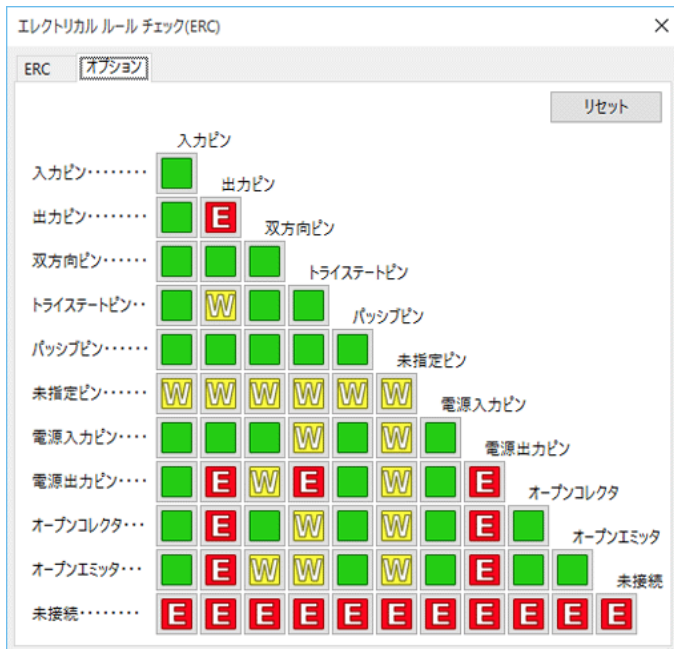 エレクトリカル ルール チェック(ERC)
ERC オプション
リセット
入力ピン
入力ピン········
出力ピン
出力ピン········ E
双方向ピン
双方向ピン······
トライステートピン
トライステートピン·· W
パッシブピン
パッシブピン······
未指定ピン
未指定ピン······ W W W W W W
電源入力ピン
電源入力ピン···· W W
電源出力ピン
電源出力ピン···· E W E W E
オープンコレクタ
オープンコレクタ··· E W W E
オープンエミッタ
オープンエミッタ··· E W W W E
未接続
未接続········ E E E E E E E E E E E